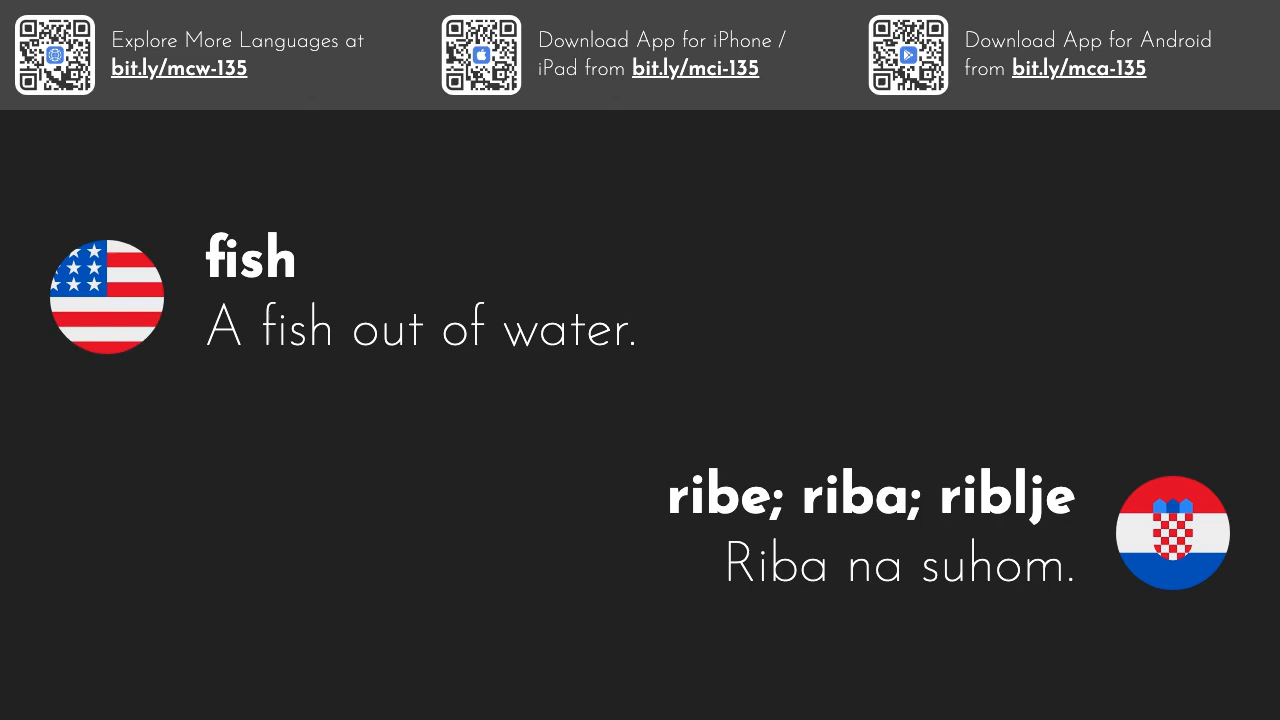 Explore More Languages at
bit.ly/mcw-135
Download App for iPhone /
iPad from bit.ly/mci-135
Download App for Android
from bit.ly/mca-135
fish
A fish out of water.
ribe; riba; riblje
Riba na suhom.